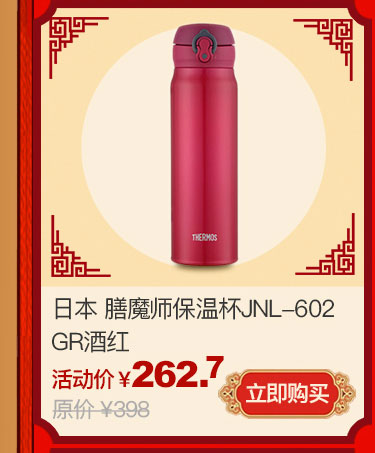 THERMOS
日本 膳魔师保温杯JNL-602
GR酒红
活动价 ¥262.7
原价 ¥398
立即购买